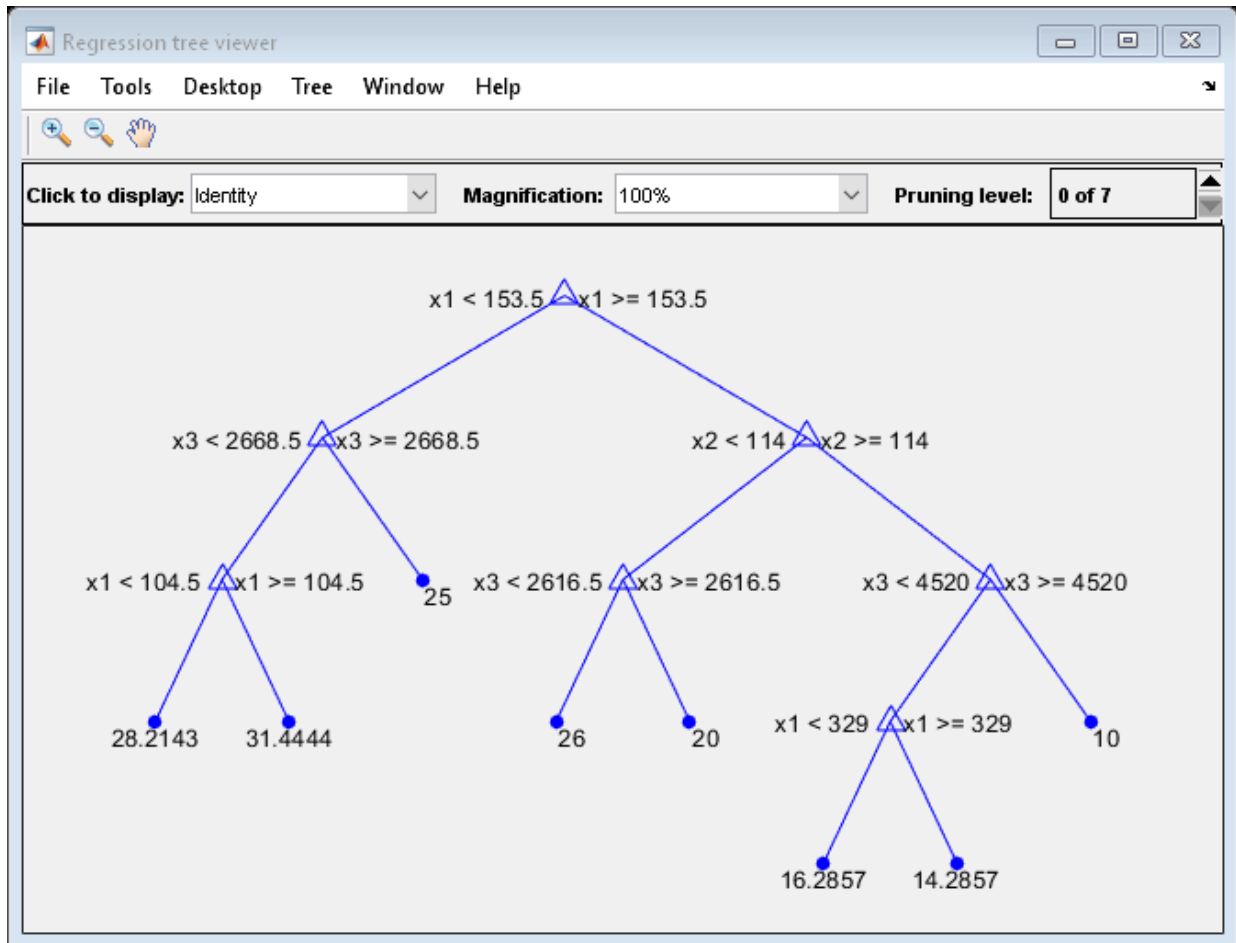 Regression tree viewer
File Tools Desktop Tree Window Help
Click to display: Identity Magnification: 100% Pruning level: 0 of 7
x1 < 153.5 x1 >= 153.5
x3 < 2668.5 x3 >= 2668.5 x2 < 114 x2 >= 114
x1 < 104.5 x1 >= 104.5 25 x3 < 2616.5 x3 >= 2616.5 x3 < 4520 x3 >= 4520
28.2143 31.4444 26 20 x1 < 329 x1 >= 329 10
16.2857 14.2857